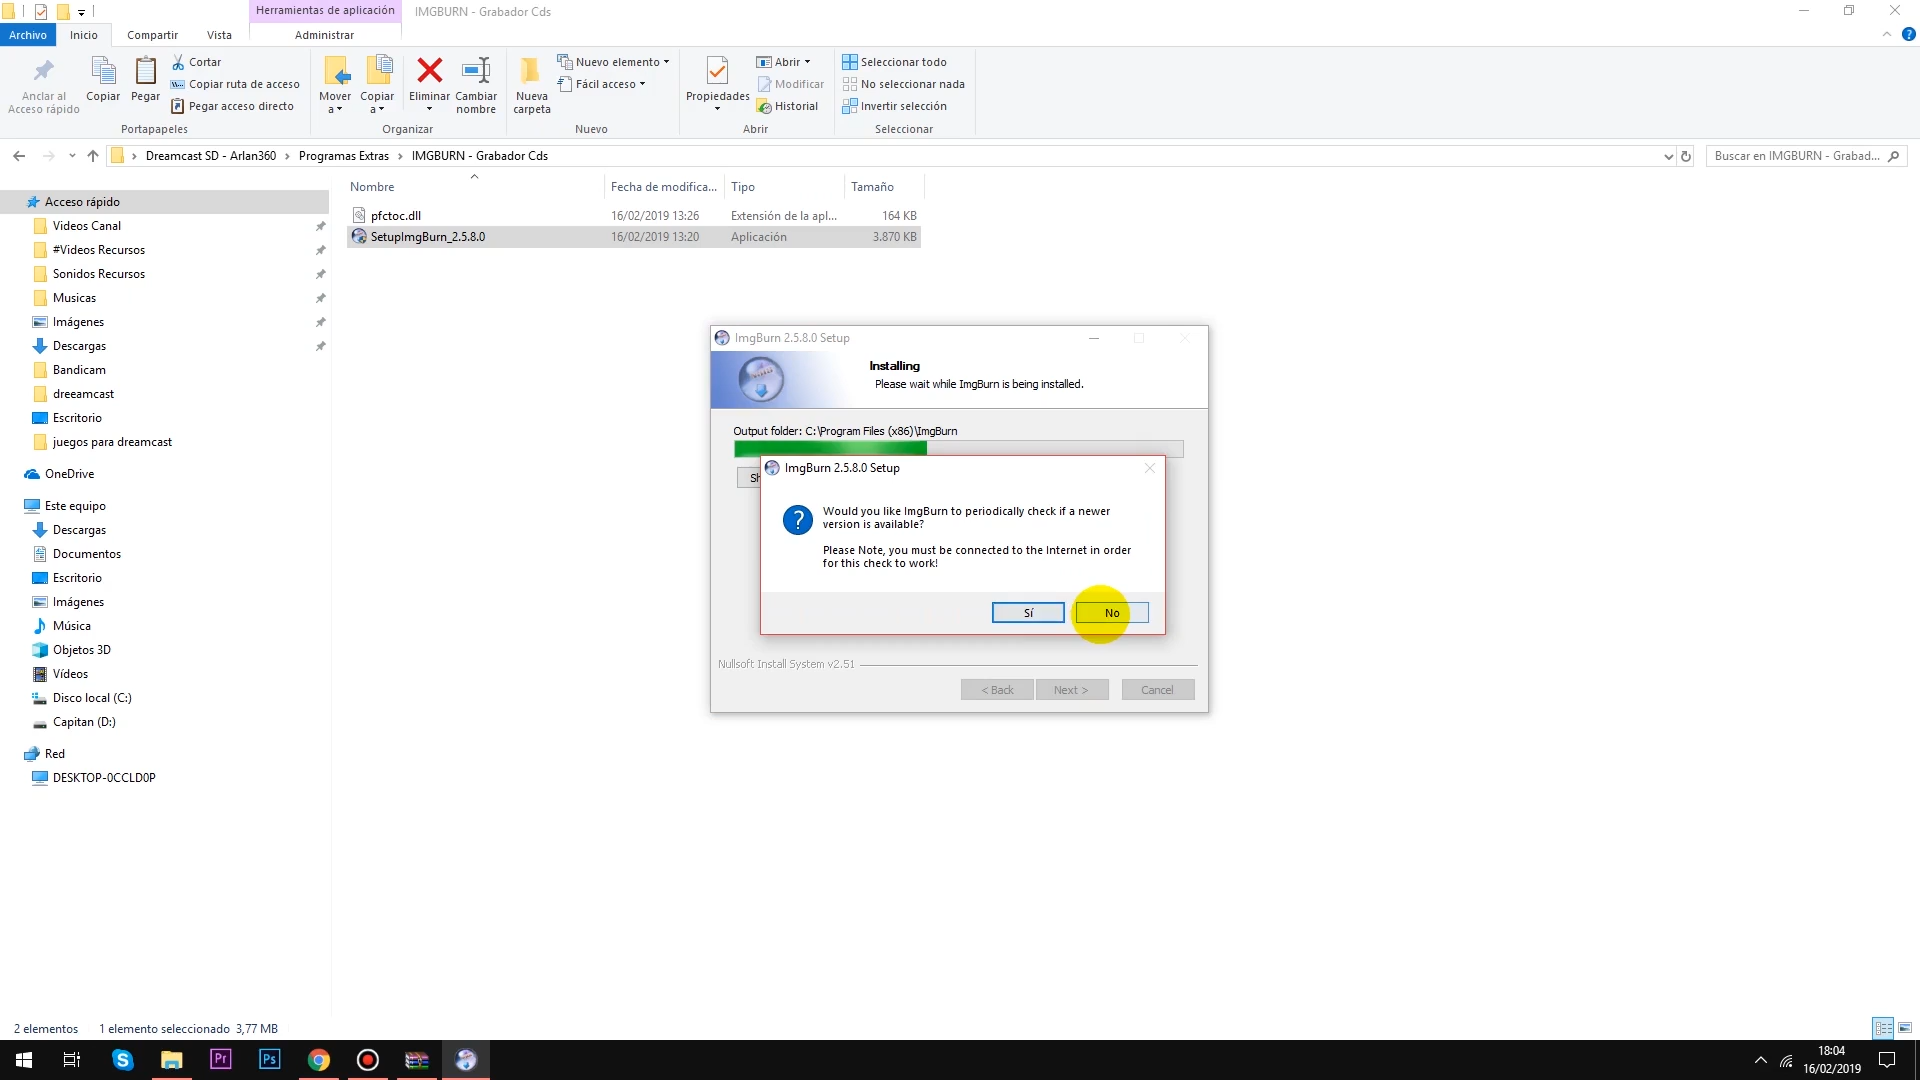 Herramientas de aplicación
IMGBURN - Grabador Cds
Archivo
Inicio
Compartir
Vista
Administrar
Anclar al
Acceso rápido
Copiar
Pegar
Cortar
Copiar ruta de acceso
Pegar acceso directo
Portapapeles
Mover
a
Copiar
a
Eliminar
Cambiar
nombre
Organizar
Nueva
carpeta
Nuevo elemento
Fácil acceso
Nuevo
Propiedades
Abrir
Modificar
Historial
Abrir
Seleccionar todo
No seleccionar nada
Invertir selección
Seleccionar
Dreamcast SD - Arlan360 > Programas Extras > IMGBURN - Grabador Cds
Buscar en IMGBURN - Grabad...
Nombre
Fecha de modifica...
Tipo
Tamaño
pfctoc.dll 16/02/2019 13:26 Extensión de la apl... 164 KB
SetupImgBurn_2.5.8.0 16/02/2019 13:20 Aplicación 3.870 KB
Acceso rápido
Videos Canal
#Videos Recursos
Sonidos Recursos
Musicas
Imágenes
Descargas
Bandicam
dreeamcast
Escritorio
juegos para dreamcast
OneDrive
Este equipo
Descargas
Documentos
Escritorio
Imágenes
Música
Objetos 3D
Vídeos
Disco local (C:)
Capitan (D:)
Red
DESKTOP-0CCLD0P
ImgBurn 2.5.8.0 Setup
Installing
Please wait while ImgBurn is being installed.
Output folder: C:\Program Files (x86)\ImgBurn
ImgBurn 2.5.8.0 Setup
?
Would you like ImgBurn to periodically check if a newer
version is available?
Please Note, you must be connected to the Internet in order
for this check to work!
Sí
No
Nullsoft Install System v2.51
< Back
Next >
Cancel
2 elementos
1 elemento seleccionado 3,77 MB
Pr
Ps
18:04
16/02/2019